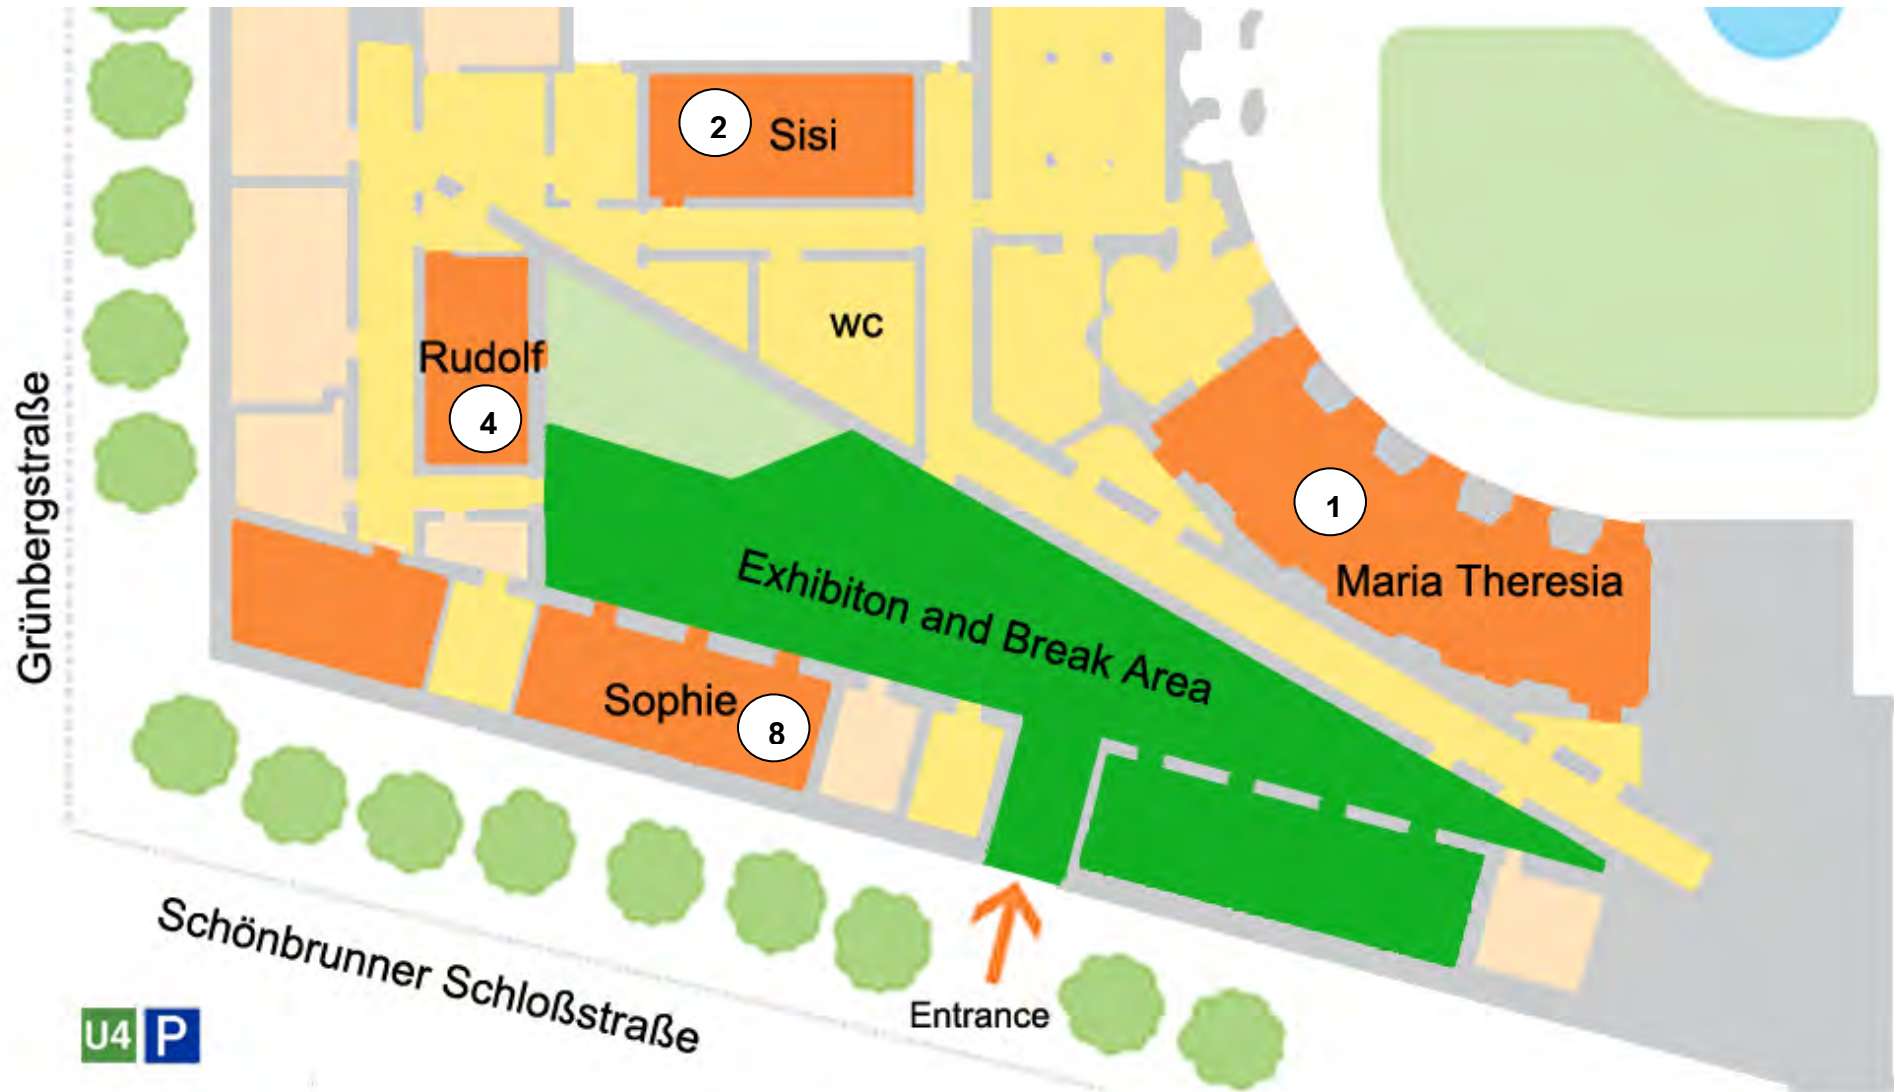 2
Sisi
WC
Rudolf
4
1
Maria Theresia
Exhibiton and Break Area
Sophie
8
Grünbergstraße
Schönbrunner Schloßstraße
Entrance
U4 P